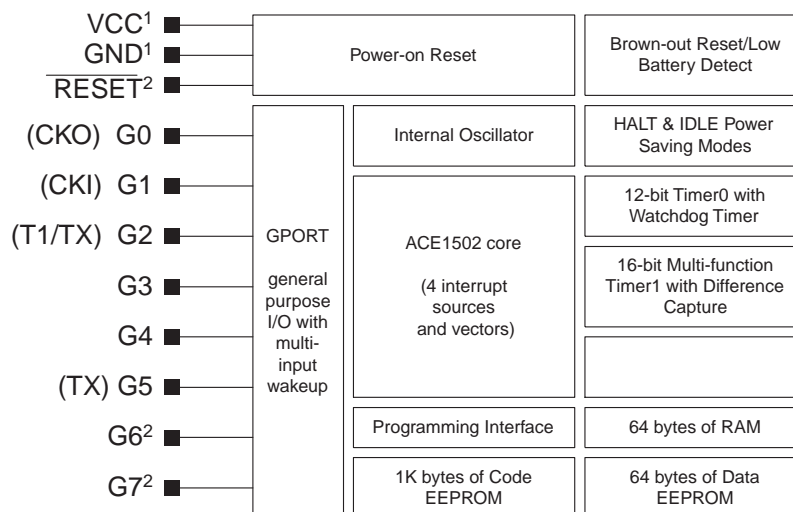 VCC¹
GND¹
RESET²
Power-on Reset
Brown-out Reset/Low
Battery Detect
(CKO) G0
(CKI) G1
(T1/TX) G2
G3
G4
(TX) G5
G6²
G7²
GPORT
general
purpose
I/O with
multi-
input
wakeup
Internal Oscillator
HALT & IDLE Power
Saving Modes
ACE1502 core
(4 interrupt
sources
and vectors)
12-bit Timer0 with
Watchdog Timer
16-bit Multi-function
Timer1 with Difference
Capture
Programming Interface
64 bytes of RAM
1K bytes of Code
EEPROM
64 bytes of Data
EEPROM